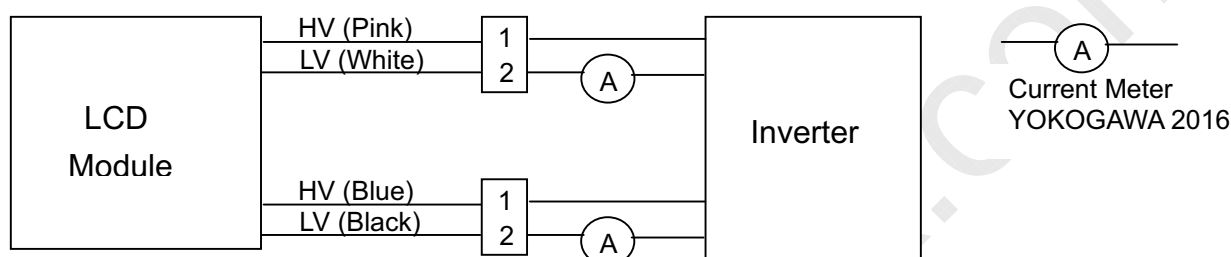 HV (Pink)
LV (White)
1
2
A
LCD
Module
Inverter
A
Current Meter
YOKOGAWA 2016
HV (Blue)
LV (Black)
1
2
A